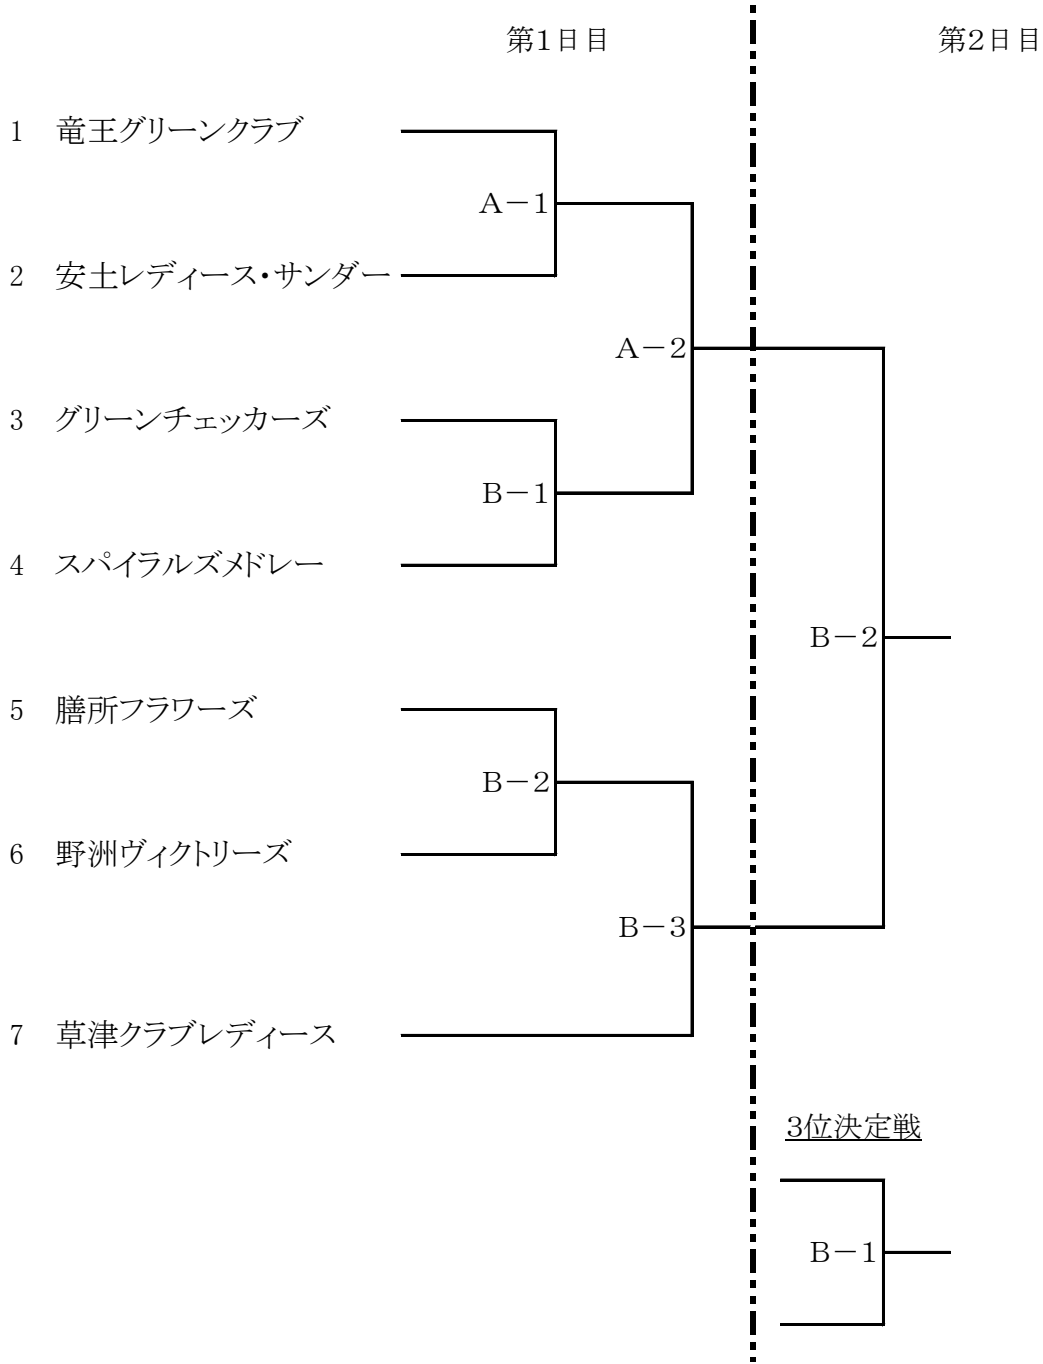 第１日目
第２日目
1 竜王グリーンクラブ
A－１
2 安土レディース・サンダー
A－２
3 グリーンチェッカーズ
B－１
4 スパイラルズメドレー
B－２
5 膳所フラワーズ
B－２
6 野洲ヴィクトリーズ
B－３
7 草津クラブレディース
３位決定戦
B－１